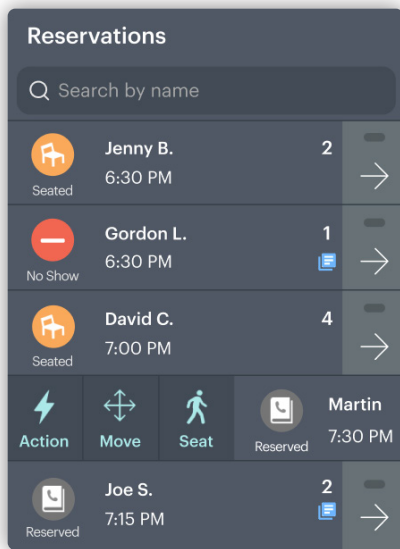 Reservations
Search by name
Jenny B. 2
Seated 6:30 PM
Gordon L. 1
No Show 6:30 PM
David C. 4
Seated 7:00 PM
Martin
Action Move Seat Reserved 7:30 PM
Joe S. 2
Reserved 7:15 PM